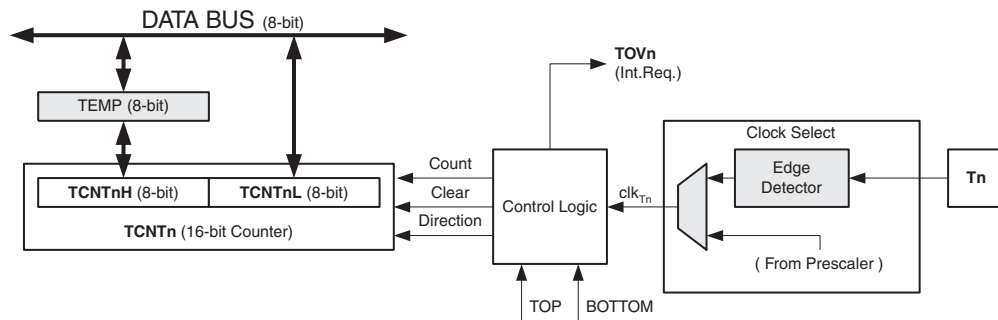 DATA BUS (8-bit)
TOVn
(Int.Req.)
TEMP (8-bit)
Clock Select
Count
Edge
Detector
Tn
TCNTnH (8-bit) TCNTnL (8-bit)
Clear
Control Logic
clkTn
Direction
TCNTn (16-bit Counter)
( From Prescaler )
TOP
BOTTOM